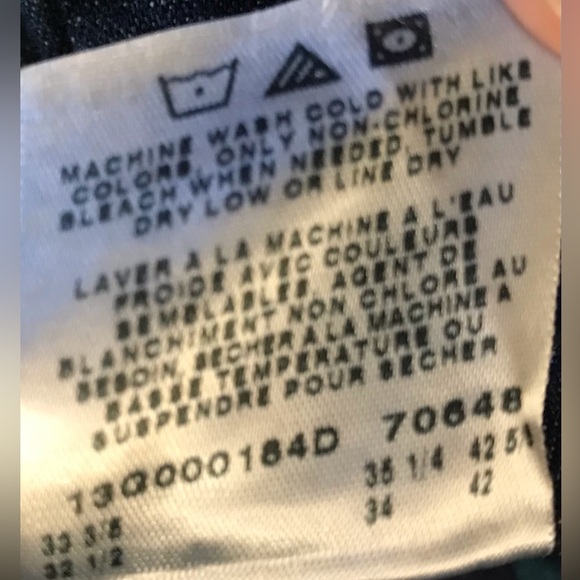 MACHINE WASH COLD WITH LIKE
COLORS, ONLY NON-CHLORINE
BLEACH WHEN NEEDED, TUMBLE
DRY LOW OR LINE DRY
LAVER A LA MACHINE A L'EAU
FROIDE AVEC COULEURS
SEMBLABLES, AGENT DE
BLANCHIMENT NON CHLORE AU
BESOIN, SECHER A LA MACHINE A
BASSE TEMPERATURE OU
SUSPENDRE POUR SECHER
13Q000184D 70648
33 3/8 35 1/4 42
32 1/2 34 42